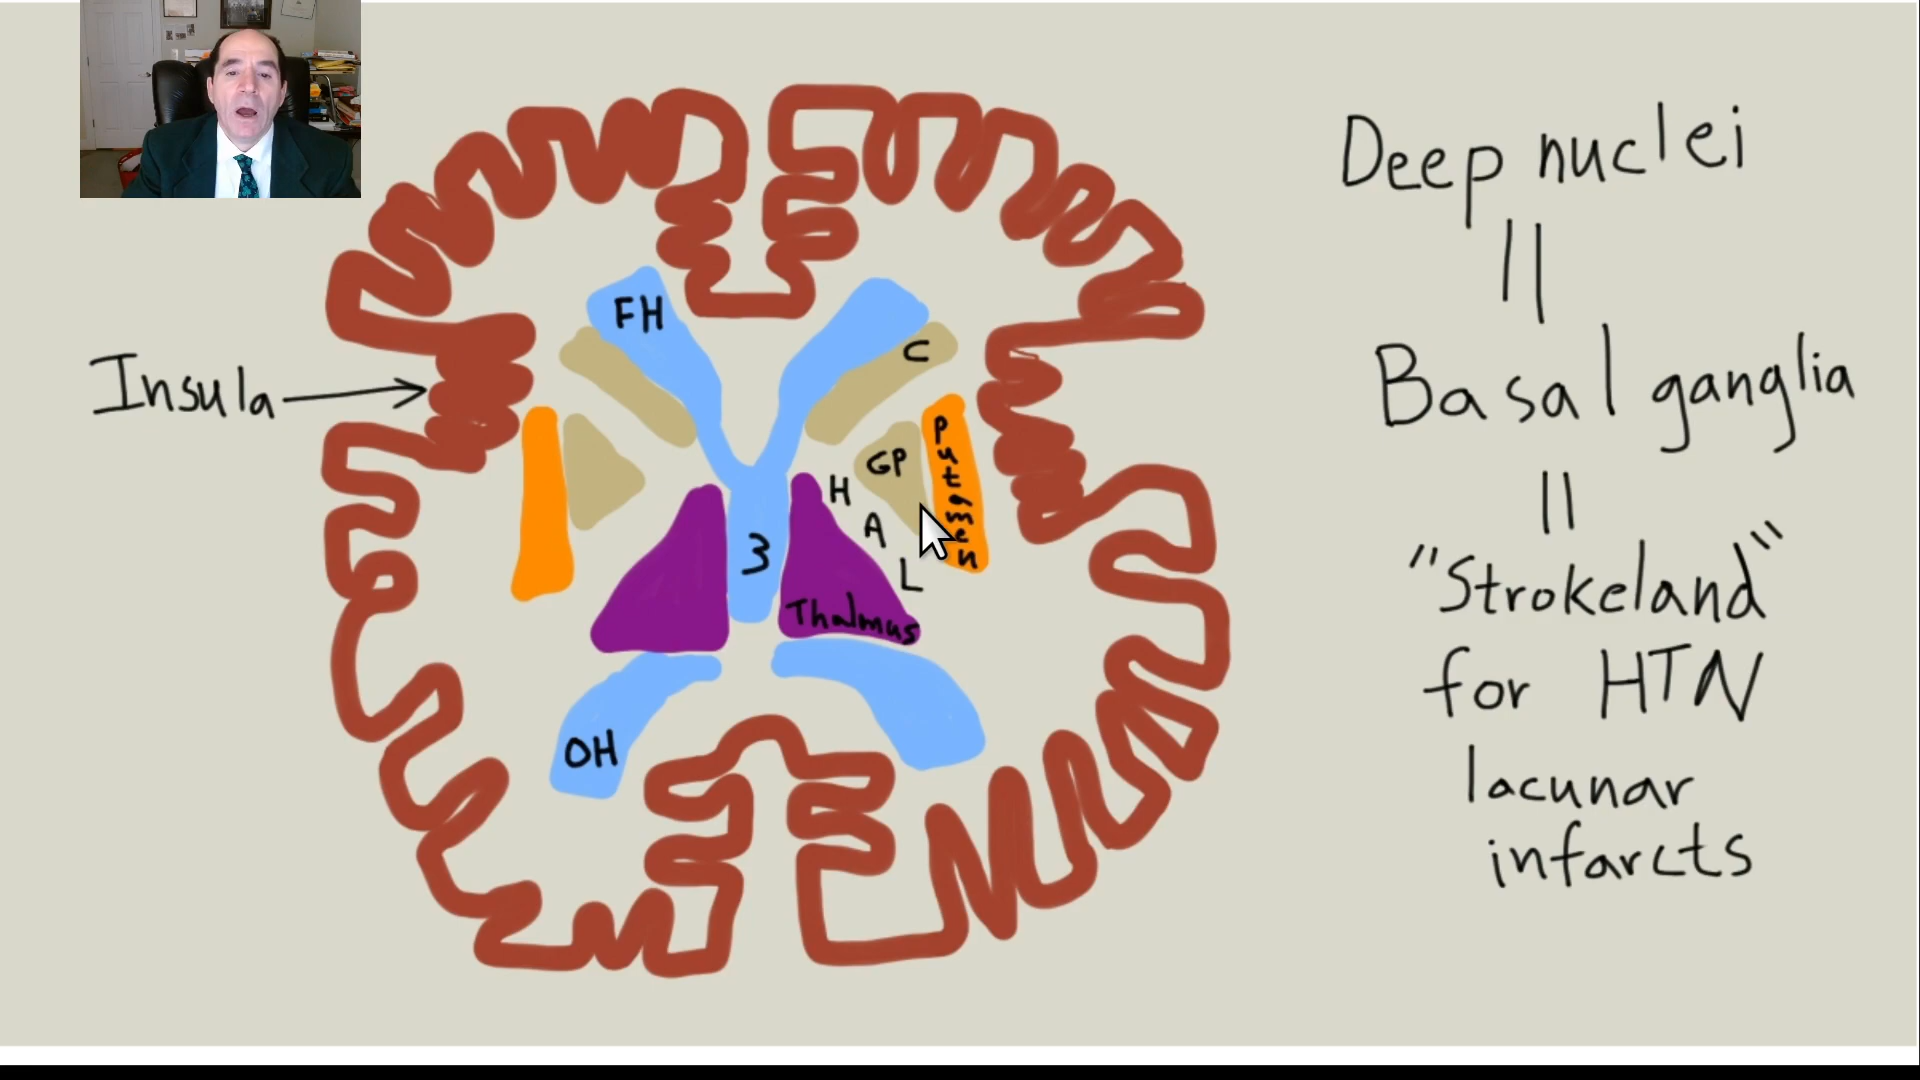 Deep nuclei
||
Basal ganglia
||
"Strokeland"
for HTN
lacunar
infarcts
Insula
FH
C
GP
Putamen
H
A
L
3
Thalmus
OH